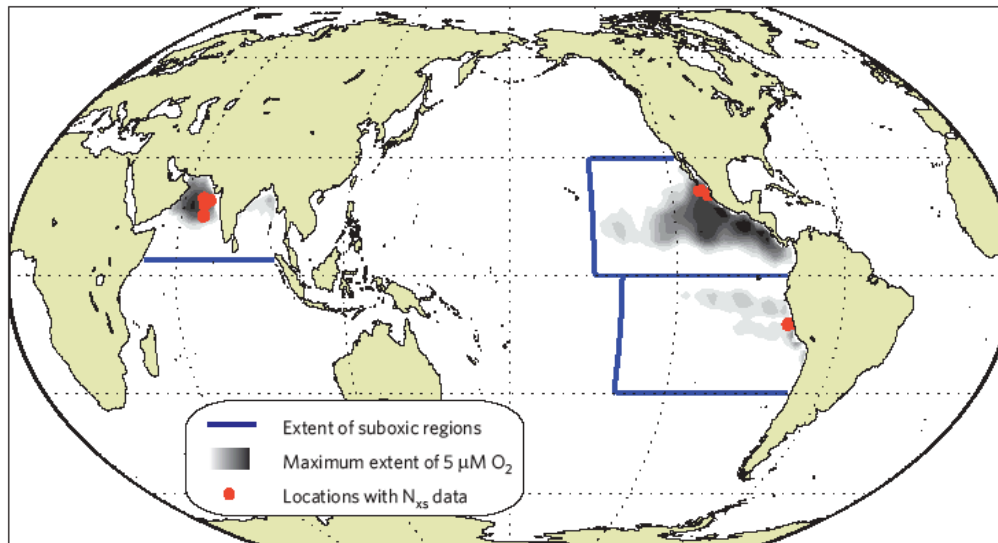 Extent of suboxic regions
Maximum extent of 5 µM O₂
Locations with Nₓₛ data